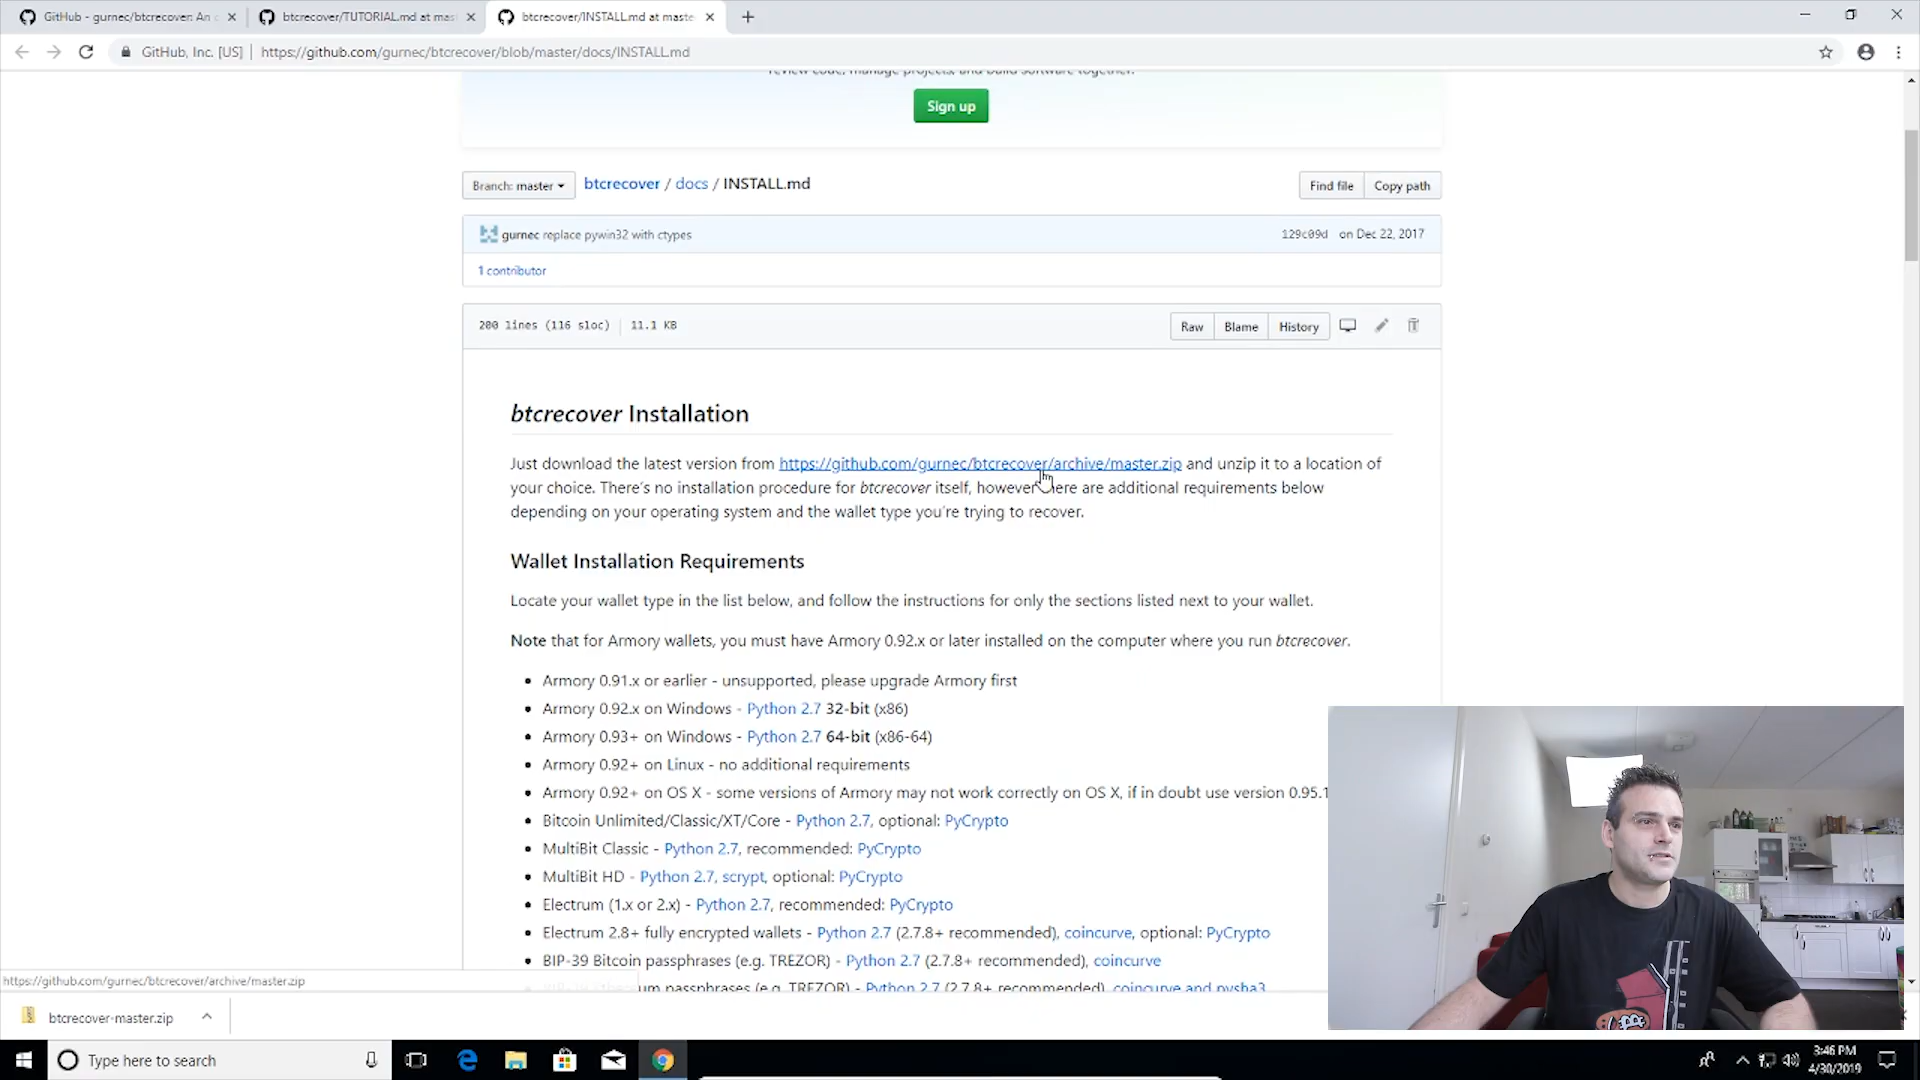 GitHub - gurnec/btcrecover: An
btcrecover/TUTORIAL.md at mas
btcrecover/INSTALL.md at maste
GitHub, Inc. [US] https://github.com/gurnec/btcrecover/blob/master/docs/INSTALL.md
review code, manage projects, and build software together.
Sign up
Branch: master
btcrecover / docs / INSTALL.md
Find file Copy path
gurnec replace pywin32 with ctypes
129c09d on Dec 22, 2017
1 contributor
200 lines (116 sloc) 11.1 KB
Raw Blame History
btcrecover Installation
Just download the latest version from https://github.com/gurnec/btcrecover/archive/master.zip and unzip it to a location of
your choice. There's no installation procedure for btcrecover itself, however there are additional requirements below
depending on your operating system and the wallet type you're trying to recover.
Wallet Installation Requirements
Locate your wallet type in the list below, and follow the instructions for only the sections listed next to your wallet.
Note that for Armory wallets, you must have Armory 0.92.x or later installed on the computer where you run btcrecover.
• Armory 0.91.x or earlier - unsupported, please upgrade Armory first
• Armory 0.92.x on Windows - Python 2.7 32-bit (x86)
• Armory 0.93+ on Windows - Python 2.7 64-bit (x86-64)
• Armory 0.92+ on Linux - no additional requirements
• Armory 0.92+ on OS X - some versions of Armory may not work correctly on OS X, if in doubt use version 0.95.1
• Bitcoin Unlimited/Classic/XT/Core - Python 2.7, optional: PyCrypto
• MultiBit Classic - Python 2.7, recommended: PyCrypto
• MultiBit HD - Python 2.7, scrypt, optional: PyCrypto
• Electrum (1.x or 2.x) - Python 2.7, recommended: PyCrypto
• Electrum 2.8+ fully encrypted wallets - Python 2.7 (2.7.8+ recommended), coincurve, optional: PyCrypto
• BIP-39 Bitcoin passphrases (e.g. TREZOR) - Python 2.7 (2.7.8+ recommended), coincurve
passphrases (e.g. TREZOR) - Python 2.7 (2.7.8+ recommended), coincurve and pysha3
https://github.com/gurnec/btcrecover/archive/master.zip
btcrecover-master.zip
Type here to search
3:46 PM
4/30/2019